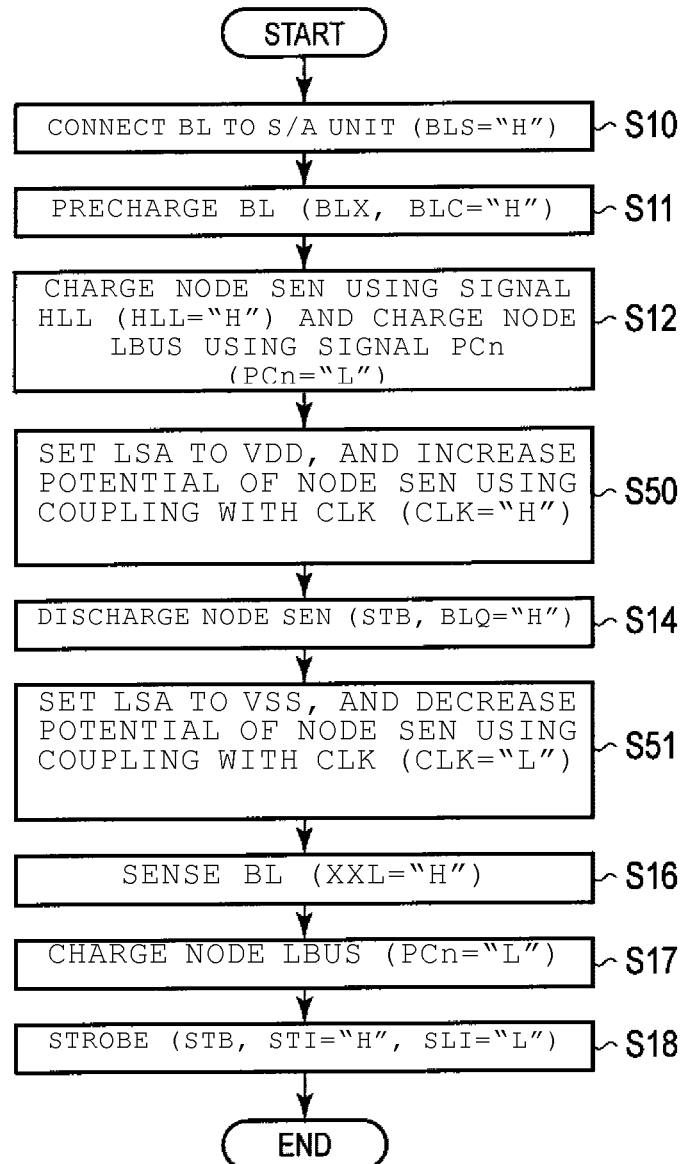 START
CONNECT BL TO S/A UNIT (BLS="H")
S10
PRECHARGE BL (BLX, BLC="H")
S11
CHARGE NODE SEN USING SIGNAL
HLL (HLL="H") AND CHARGE NODE
LBUS USING SIGNAL PCn
(PCn="L")
S12
SET LSA TO VDD, AND INCREASE
POTENTIAL OF NODE SEN USING
COUPLING WITH CLK (CLK="H")
S50
DISCHARGE NODE SEN (STB, BLQ="H")
S14
SET LSA TO VSS, AND DECREASE
POTENTIAL OF NODE SEN USING
COUPLING WITH CLK (CLK="L")
S51
SENSE BL (XXL="H")
S16
CHARGE NODE LBUS (PCn="L")
S17
STROBE (STB, STI="H", SLI="L")
S18
END